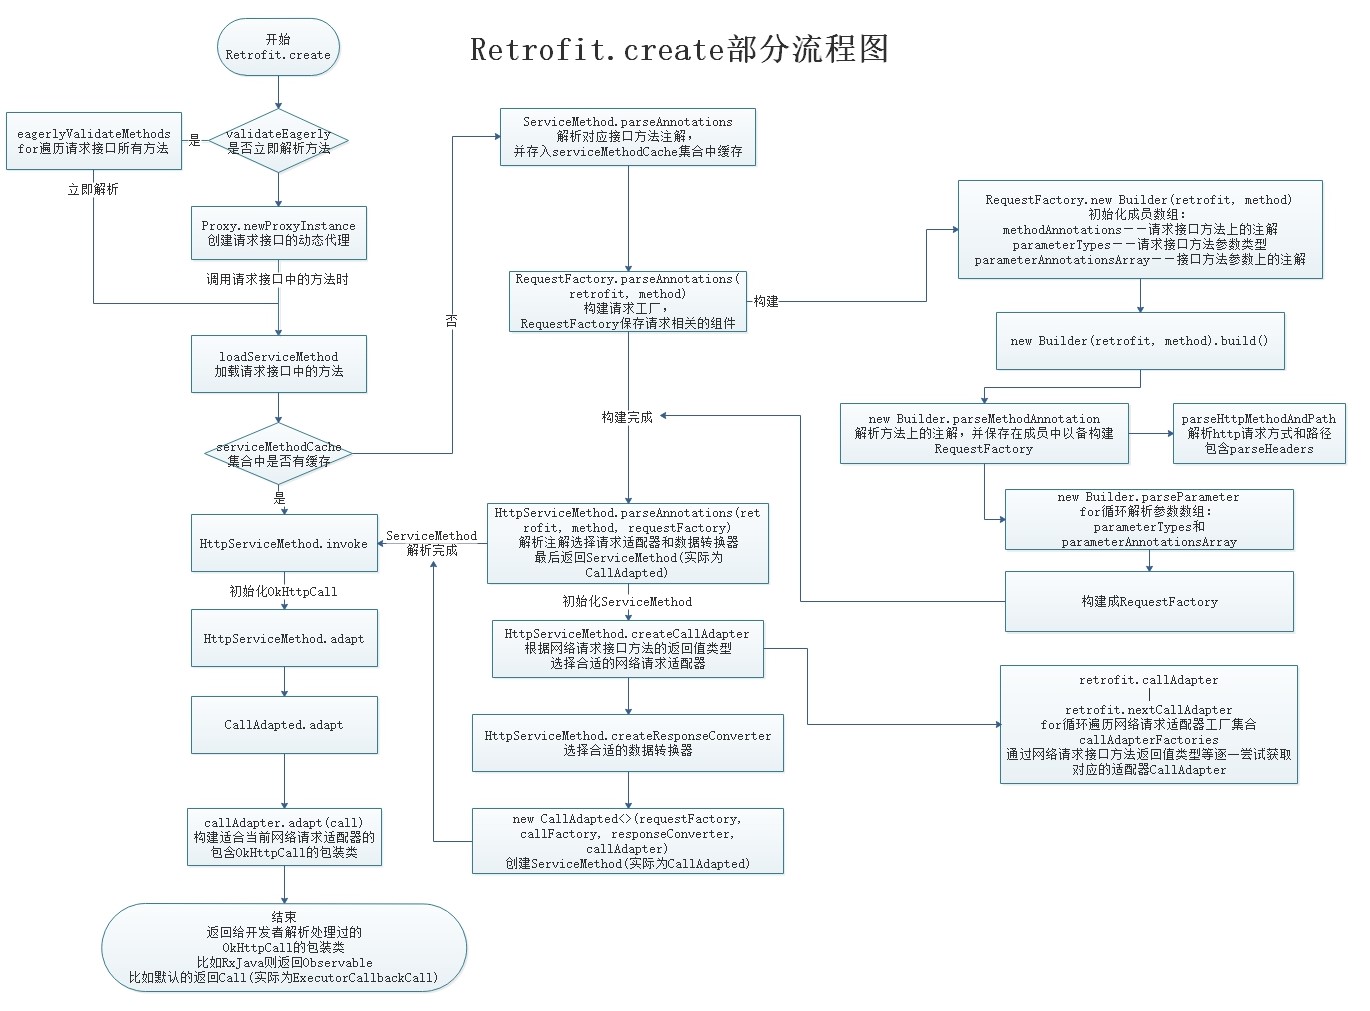 Retrofit.create部分流程图
开始
Retrofit.create
validateEagerly
是否立即解析方法
是
eagerlyValidateMethods
for遍历请求接口所有方法
立即解析
Proxy.newProxyInstance
创建请求接口的动态代理
调用请求接口中的方法时
loadServiceMethod
加载请求接口中的方法
serviceMethodCache
集合中是否有缓存
是
否
HttpServiceMethod.invoke
初始化OkHttpCall
HttpServiceMethod.adapt
CallAdapted.adapt
callAdapter.adapt(call)
构建适合当前网络请求适配器的
包含OkHttpCall的包装类
结束
返回给开发者解析处理过的
OkHttpCall的包装类
比如RxJava则返回Observable
比如默认的返回Call(实际为ExecutorCallbackCall)
ServiceMethod.parseAnnotations
解析对应接口方法注解，
并存入serviceMethodCache集合中缓存
RequestFactory.parseAnnotations(
retrofit, method)
构建请求工厂，
RequestFactory保存请求相关的组件
构建
构建完成
HttpServiceMethod.parseAnnotations(ret
rofit, method, requestFactory)
解析注解选择请求适配器和数据转换器
最后返回ServiceMethod(实际为
CallAdapted)
ServiceMethod
解析完成
初始化ServiceMethod
HttpServiceMethod.createCallAdapter
根据网络请求接口方法的返回值类型
选择合适的网络请求适配器
HttpServiceMethod.createResponseConverter
选择合适的数据转换器
new CallAdapted<>(requestFactory,
callFactory, responseConverter,
callAdapter)
创建ServiceMethod(实际为CallAdapted)
RequestFactory.new Builder(retrofit, method)
初始化成员数组：
methodAnnotations——请求接口方法上的注解
parameterTypes——请求接口方法参数类型
parameterAnnotationsArray——接口方法参数上的注解
new Builder(retrofit, method).build()
new Builder.parseMethodAnnotation
解析方法上的注解，并保存在成员中以备构建
RequestFactory
parseHttpMethodAndPath
解析http请求方式和路径
包含parseHeaders
new Builder.parseParameter
for循环解析参数数组：
parameterTypes和
parameterAnnotationsArray
构建成RequestFactory
retrofit.callAdapter
|
retrofit.nextCallAdapter
for循环遍历网络请求适配器工厂集合
callAdapterFactories
通过网络请求接口方法返回值类型等逐一尝试获取
对应的适配器CallAdapter